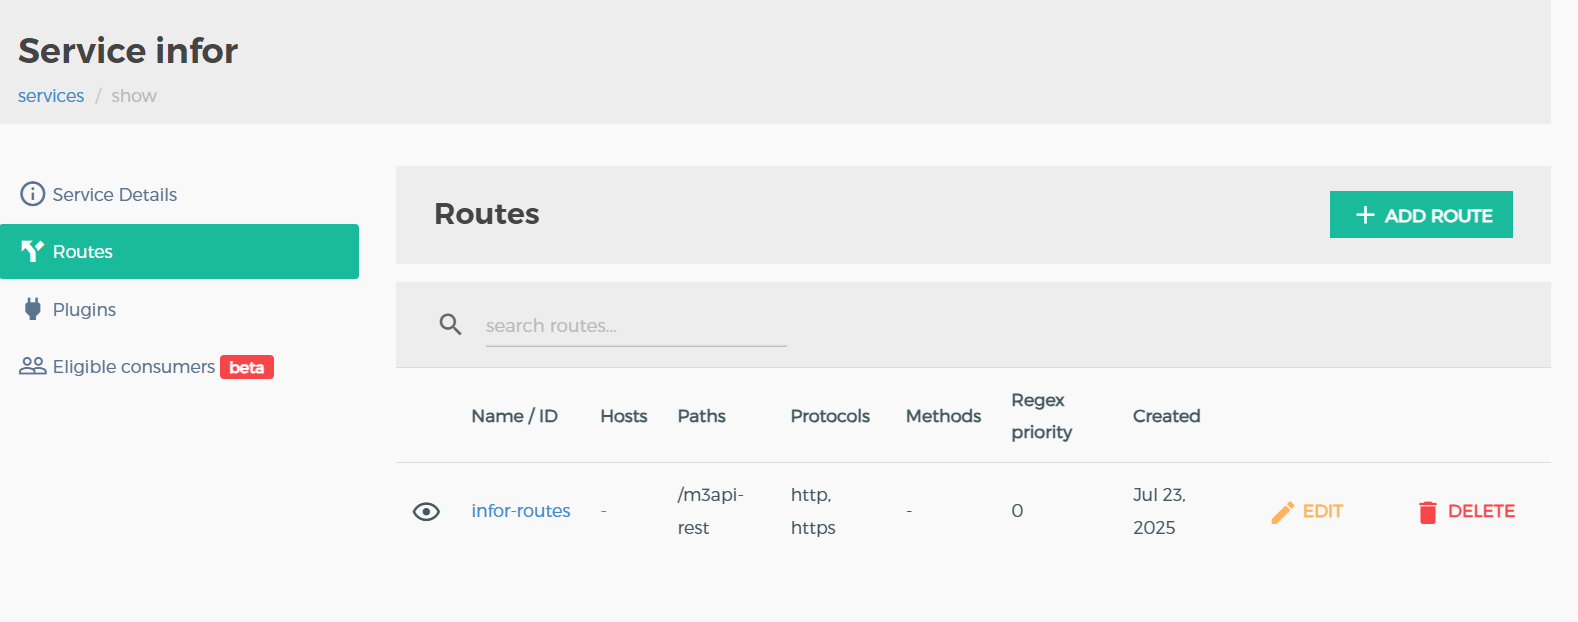 Service infor
services / show
Service Details
Routes
Plugins
Eligible consumers beta
Routes
+ ADD ROUTE
search routes...
Name / ID Hosts Paths Protocols Methods Regex priority Created
infor-routes - /m3api-rest http, https - 0 Jul 23, 2025 EDIT DELETE